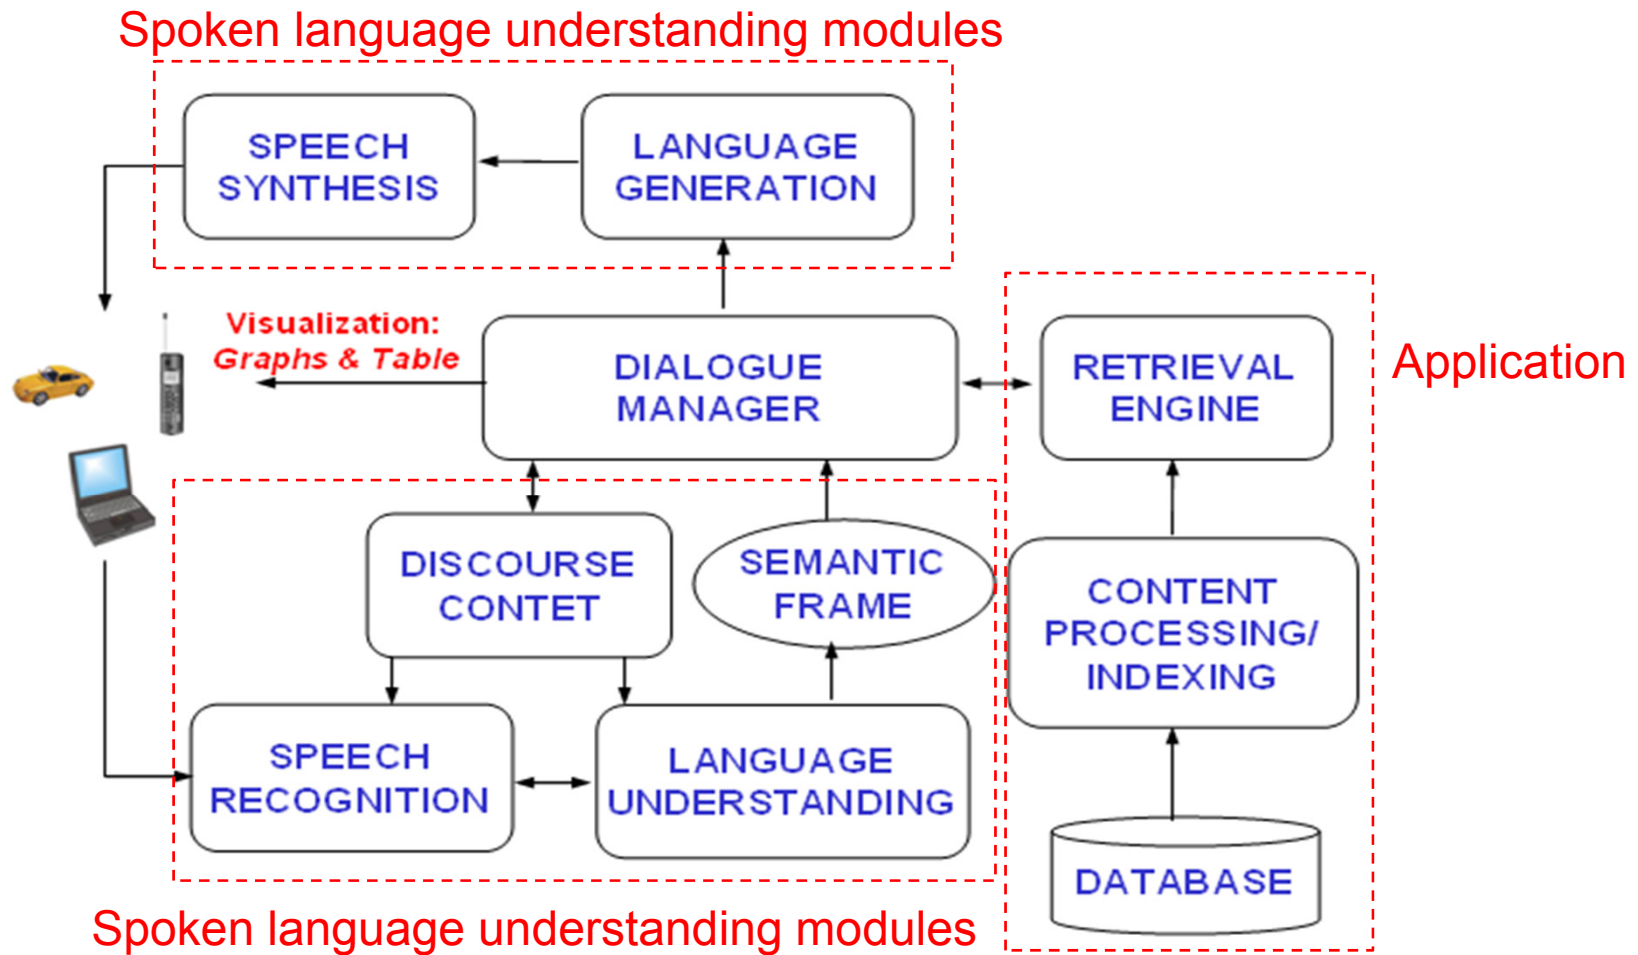 Spoken language understanding modules
SPEECH
SYNTHESIS
LANGUAGE
GENERATION
Visualization:
Graphs & Table
DIALOGUE
MANAGER
RETRIEVAL
ENGINE
Application
DISCOURSE
CONTET
SEMANTIC
FRAME
CONTENT
PROCESSING/
INDEXING
SPEECH
RECOGNITION
LANGUAGE
UNDERSTANDING
DATABASE
Spoken language understanding modules